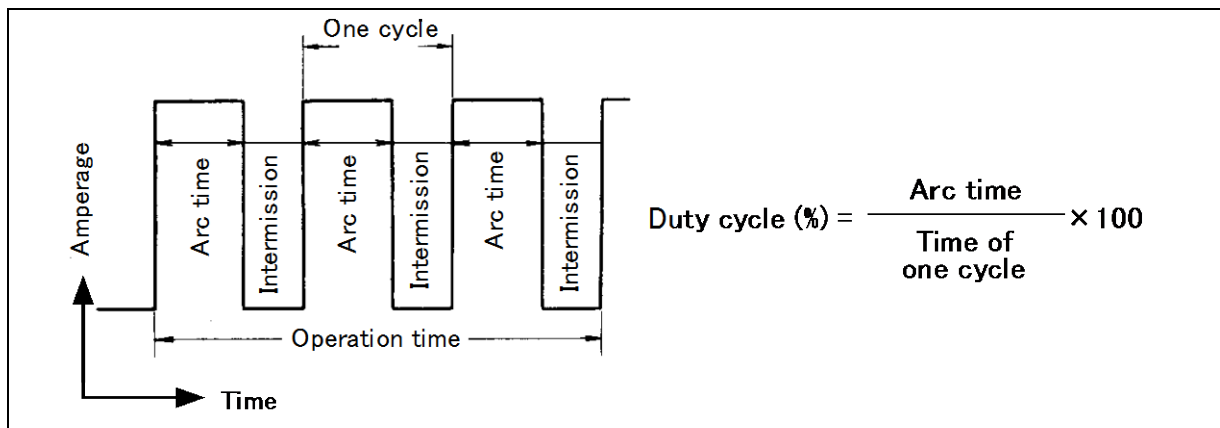 One cycle
Amperage
Arc time
Intermission
Arc time
Intermission
Arc time
Intermission
Operation time
Time
Duty cycle (%) = Arc time
Time of
one cycle
× 100